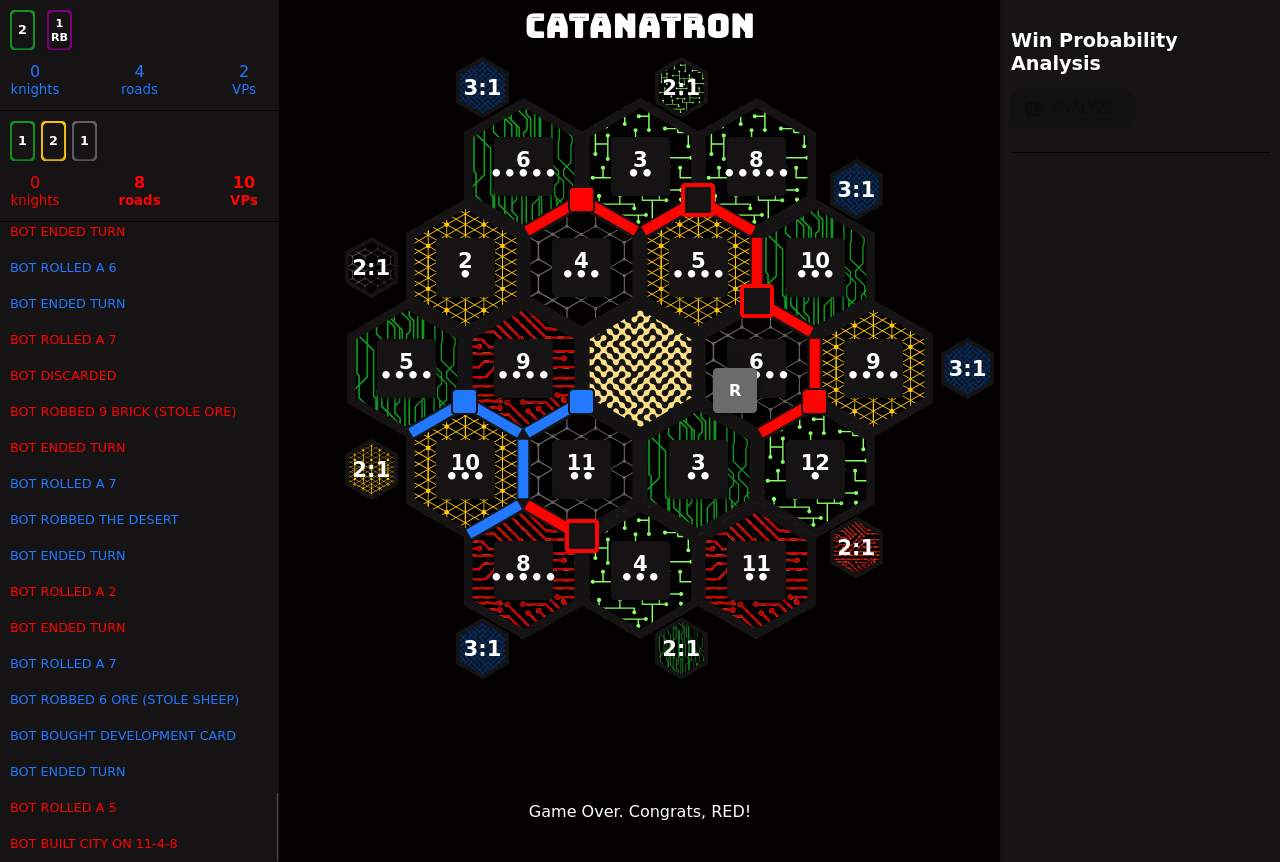 CATANATRON
2
1
RB
0 4 2
knights roads VPs
1 2 1
0 8 10
knights roads VPs
BOT ENDED TURN
BOT ROLLED A 6
BOT ENDED TURN
BOT ROLLED A 7
BOT DISCARDED
BOT ROBBED 9 BRICK (STOLE ORE)
BOT ENDED TURN
BOT ROLLED A 7
BOT ROBBED THE DESERT
BOT ENDED TURN
BOT ROLLED A 2
BOT ENDED TURN
BOT ROLLED A 7
BOT ROBBED 6 ORE (STOLE SHEEP)
BOT BOUGHT DEVELOPMENT CARD
BOT ENDED TURN
BOT ROLLED A 5
BOT BUILT CITY ON 11-4-8
3:1 2:1
6 3 8
3:1
2:1 2 4 5 10
5 9 6 9 3:1
R
2:1 10 11 3 12
2:1
8 4 11
3:1 2:1
Game Over. Congrats, RED!
Win Probability
Analysis
ANALYZE